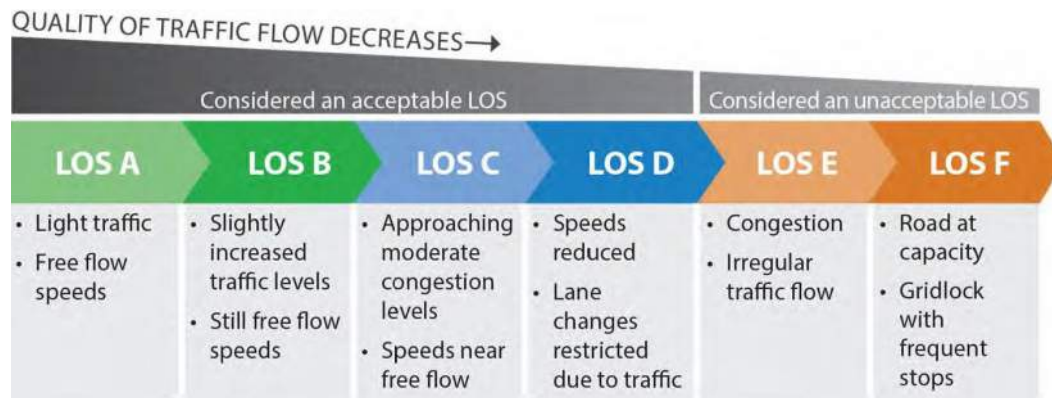 QUALITY OF TRAFFIC FLOW DECREASES→
Considered an acceptable LOS
Considered an unacceptable LOS
LOS A
LOS B
LOS C
LOS D
LOS E
LOS F
• Light traffic
• Free flow
speeds
• Slightly
increased
traffic levels
• Still free flow
speeds
• Approaching
moderate
congestion
levels
• Speeds near
free flow
• Speeds
reduced
• Lane
changes
restricted
due to traffic
• Congestion
• Irregular
traffic flow
• Road at
capacity
• Gridlock
with
frequent
stops